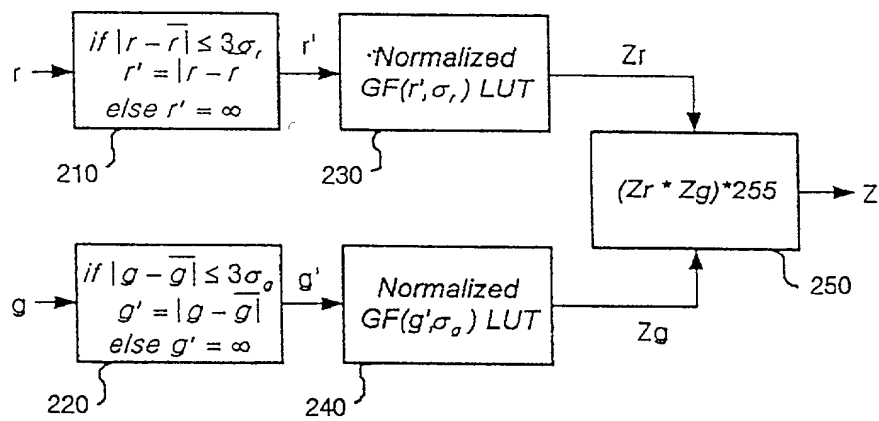 if |r – r̅| ≤ 3σᵣ
r' = |r – r
else r' = ∞
r
r'
Normalized
GF(r',σᵣ) LUT
Zr
210
230
(Zr * Zg)*255
Z
250
if |g – g̅| ≤ 3σg
g' = |g – g̅|
else g' = ∞
g
g'
Normalized
GF(g',σg) LUT
Zg
220
240